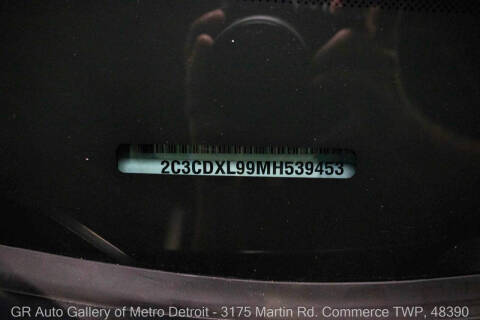 2C3CDXL99MH539453
GR Auto Gallery of Metro Detroit - 3175 Martin Rd. Commerce TWP, 48390